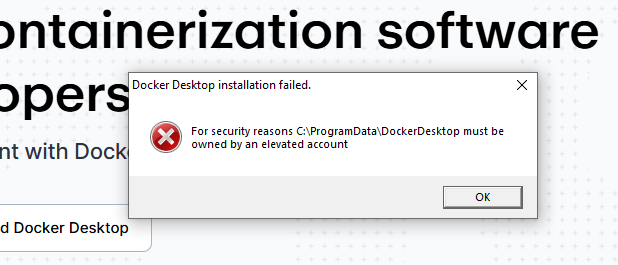 ontainerization software
opers
Docker Desktop installation failed.
For security reasons C:\ProgramData\DockerDesktop must be
owned by an elevated account
nt with Docke
OK
d Docker Desktop